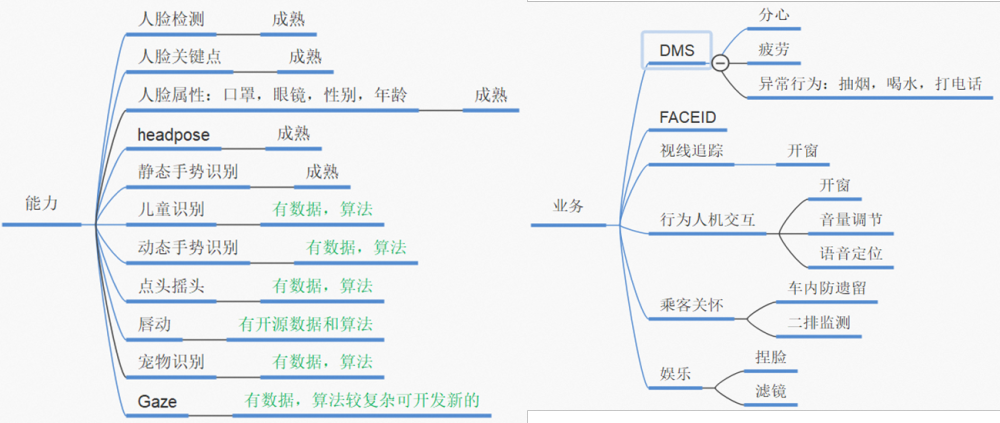 能力
人脸检测 成熟
人脸关键点 成熟
人脸属性：口罩，眼镜，性别，年龄 成熟
headpose 成熟
静态手势识别 成熟
儿童识别 有数据，算法
动态手势识别 有数据，算法
点头摇头 有数据，算法
唇动 有开源数据和算法
宠物识别 有数据，算法
Gaze 有数据，算法较复杂可开发新的
业务
DMS
分心
疲劳
异常行为：抽烟，喝水，打电话
FACEID
视线追踪 开窗
行为人机交互
开窗
音量调节
语音定位
乘客关怀
车内防遗留
二排监测
娱乐
捏脸
滤镜